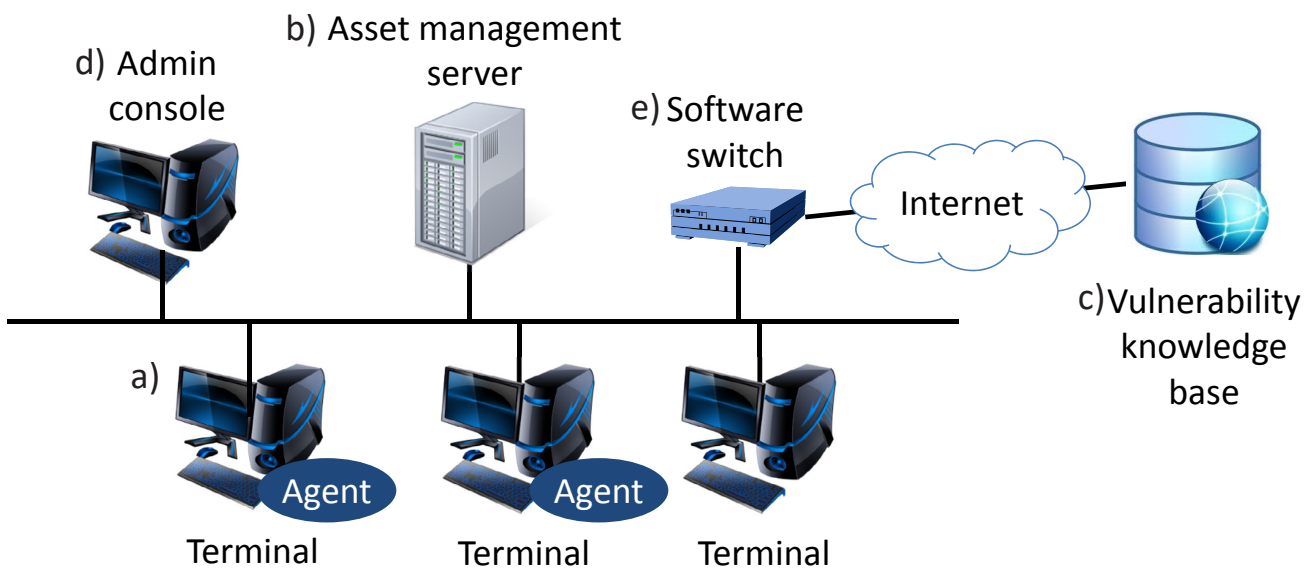 b) Asset management
server
d) Admin
console
e) Software
switch
Internet
c) Vulnerability
knowledge
base
a)
Agent
Agent
Terminal
Terminal
Terminal